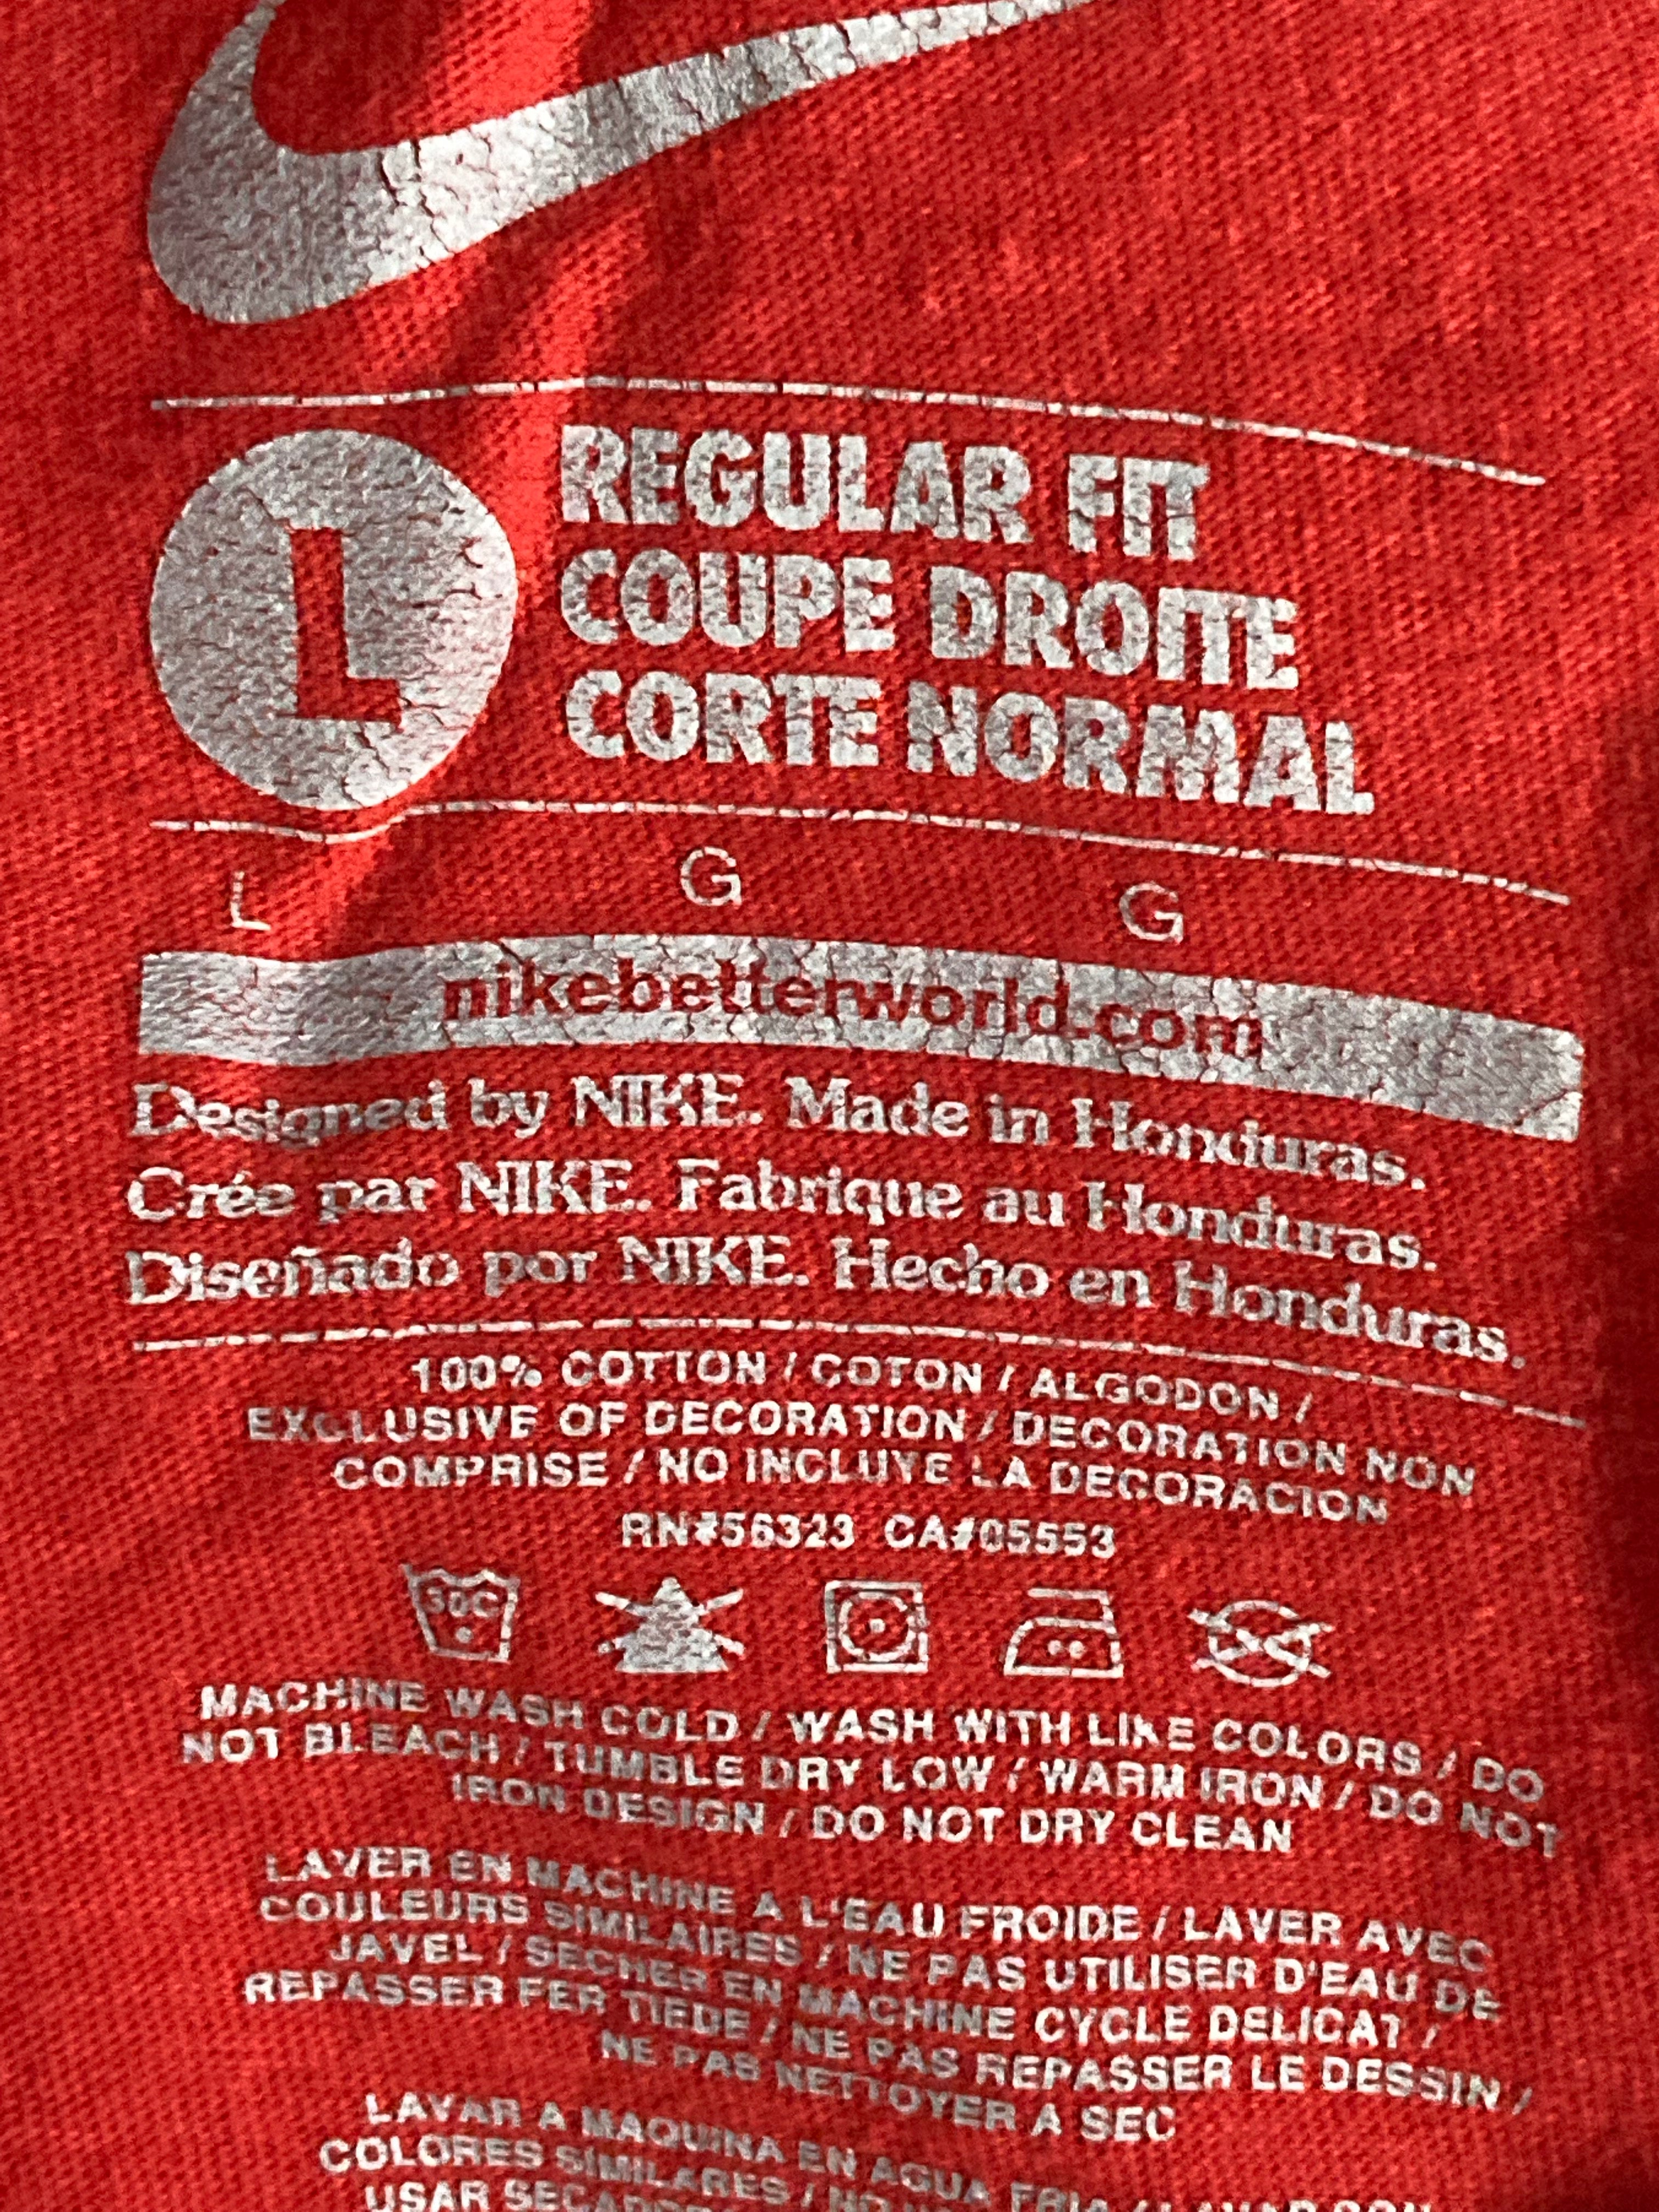 L
REGULAR FIT
COUPE DROITE
CORTE NORMAL
L G G
nikebetterworld.com
Designed by NIKE. Made in Honduras.
Crée par NIKE. Fabrique au Honduras.
Diseñado por NIKE. Hecho en Honduras.
100% COTTON / COTON / ALGODON /
EXCLUSIVE OF DECORATION / DECORATION NON
COMPRISE / NO INCLUYE LA DECORACION
RN#56323 CA#05553
30C
MACHINE WASH COLD / WASH WITH LIKE COLORS / DO
NOT BLEACH / TUMBLE DRY LOW / WARM IRON / DO NOT
IRON DESIGN / DO NOT DRY CLEAN
LAVER EN MACHINE A L'EAU FROIDE / LAVER AVEC
COULEURS SIMILAIRES / NE PAS UTILISER D'EAU DE
JAVEL / SECHER EN MACHINE CYCLE DELICAT /
REPASSER FER TIEDE / NE PAS REPASSER LE DESSIN /
NE PAS NETTOYER A SEC
LAVAR A MAQUINA EN AGUA FRIA / LAVAR CON
COLORES SIMILARES / NO
USAR